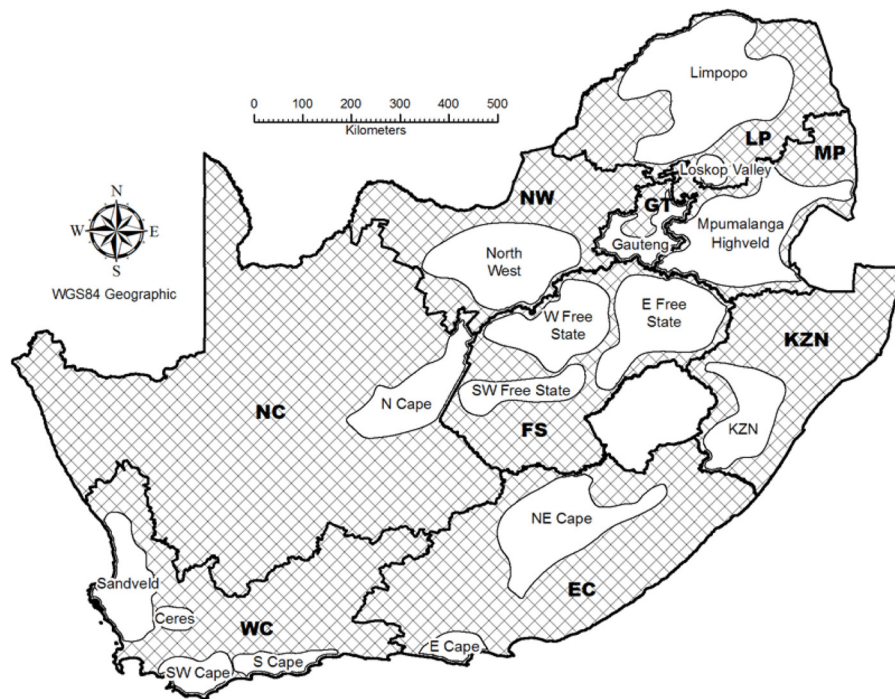 Limpopo
0 100 200 300 400 500
Kilometers
LP
MP
Loskop Valley
NW
GT
N
W E
S
WGS84 Geographic
Mpumalanga
Highveld
Gauteng
North
West
E Free
State
W Free
State
KZN
SW Free State
N Cape
NC
FS
KZN
NE Cape
Sandveld
EC
Ceres
WC
E Cape
S Cape
SW Cape